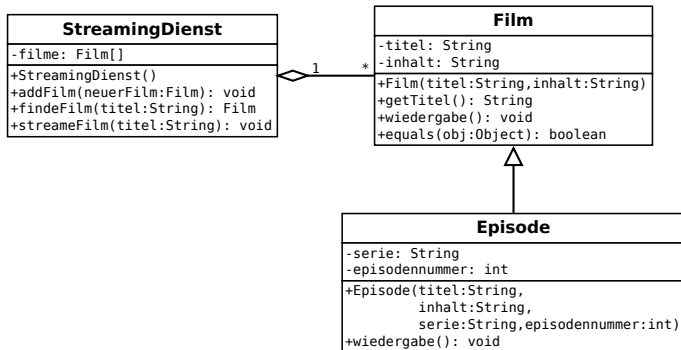 StreamingDienst
-filme: Film[]
+StreamingDienst()
+addFilm(neuerFilm:Film): void
+findeFilm(titel:String): Film
+streameFilm(titel:String): void
1
*
Film
-titel: String
-inhalt: String
+Film(titel:String,inhalt:String)
+getTitel(): String
+wiedergabe(): void
+equals(obj:Object): boolean
Episode
-serie: String
-episodennummer: int
+Episode(titel:String,
inhalt:String,
serie:String,episodennummer:int)
+wiedergabe(): void